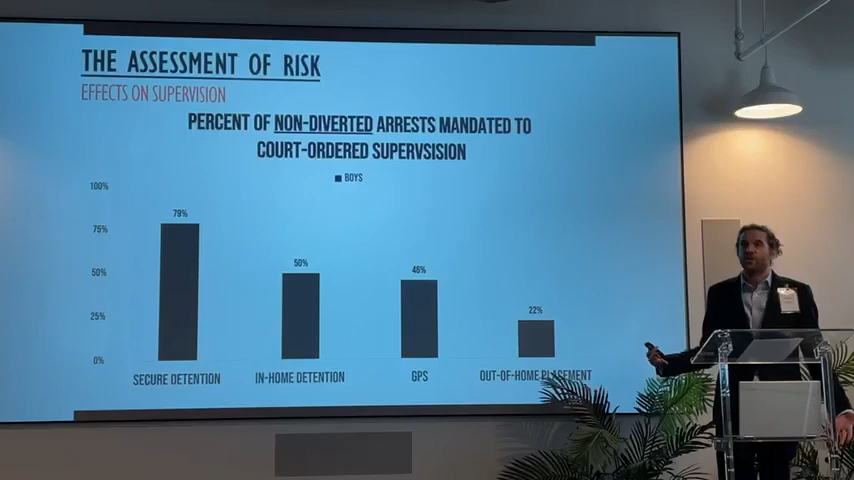 THE ASSESSMENT OF RISK
EFFECTS ON SUPERVISION
PERCENT OF NON-DIVERTED ARRESTS MANDATED TO
COURT-ORDERED SUPERVSISION
BOYS
100%
75%
50%
25%
0%
79%
50%
46%
22%
SECURE DETENTION
IN-HOME DETENTION
GPS
OUT-OF-HOME PLACEMENT